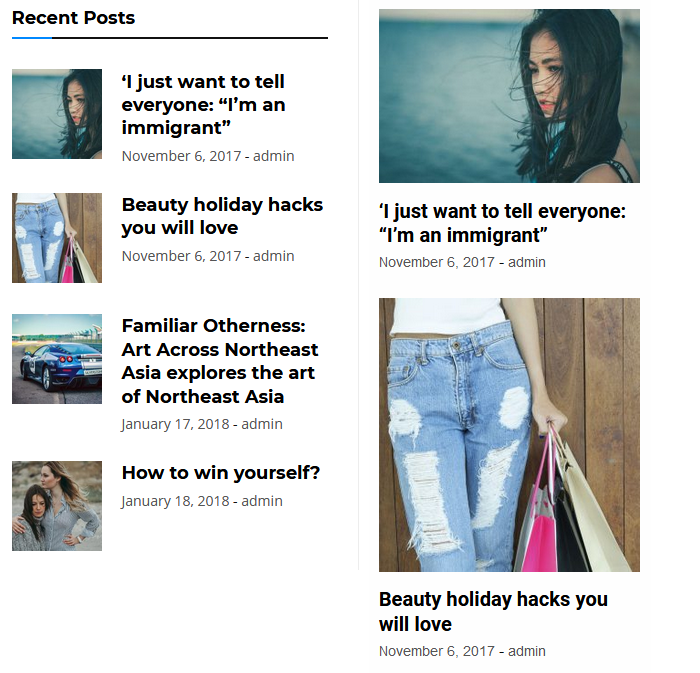 Recent Posts
‘I just want to tell
everyone: “I’m an
immigrant”
November 6, 2017 - admin
Beauty holiday hacks
you will love
November 6, 2017 - admin
Familiar Otherness:
Art Across Northeast
Asia explores the art
of Northeast Asia
January 17, 2018 - admin
How to win yourself?
January 18, 2018 - admin
‘I just want to tell everyone:
“I’m an immigrant”
November 6, 2017 - admin
Beauty holiday hacks you
will love
November 6, 2017 - admin